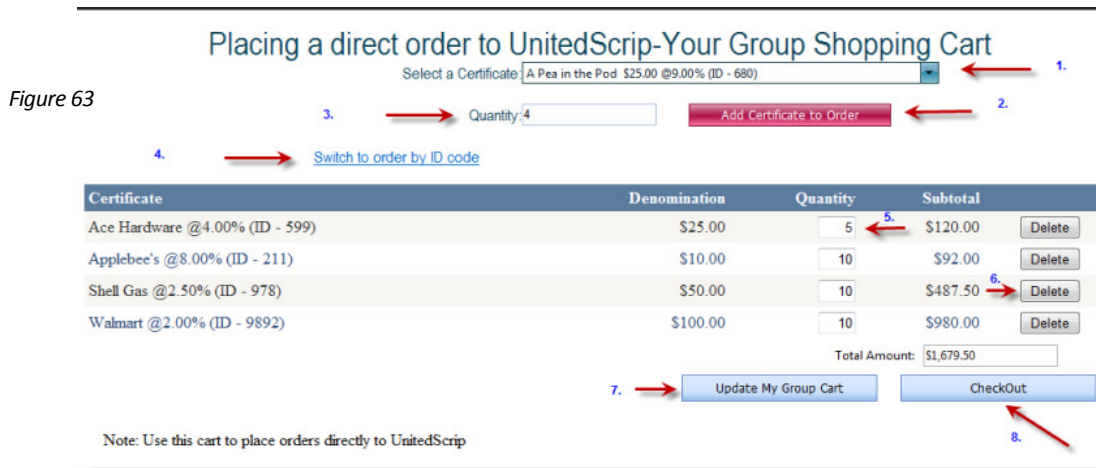 Placing a direct order to UnitedScrip-Your Group Shopping Cart
Select a Certificate: A Pea in the Pod $25.00 @9.00% (ID - 680) 1.
Figure 63
3. Quantity: 4 Add Certificate to Order 2.
4. Switch to order by ID code
Certificate Denomination Quantity Subtotal
Ace Hardware @4.00% (ID - 599) $25.00 5 5. $120.00 Delete
Applebee's @8.00% (ID - 211) $10.00 10 $92.00 Delete
Shell Gas @2.50% (ID - 978) $50.00 10 $487.50 6. Delete
Walmart @2.00% (ID - 9892) $100.00 10 $980.00 Delete
Total Amount: $1,679.50
7. Update My Group Cart CheckOut
8.
Note: Use this cart to place orders directly to UnitedScrip